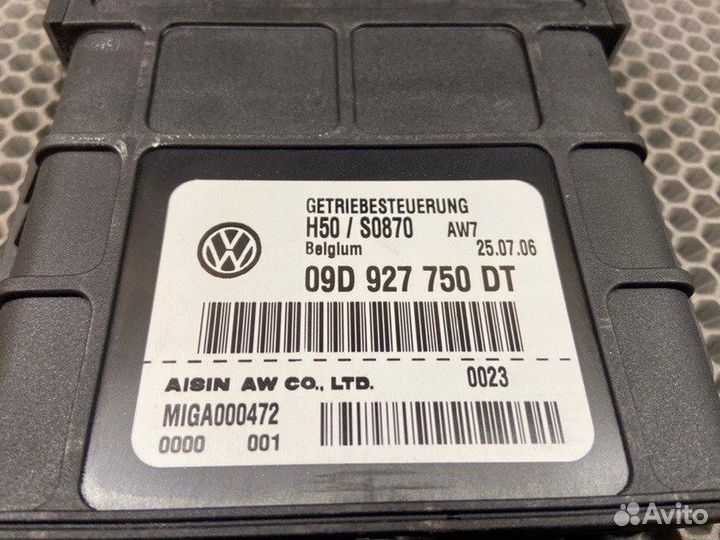 GETRIEBESTEUERUNG
H50 / S0870 AW7
Belgium 25.07.06
09D 927 750 DT
AISIN AW CO., LTD. 0023
MIGA000472
0000 001
Avito